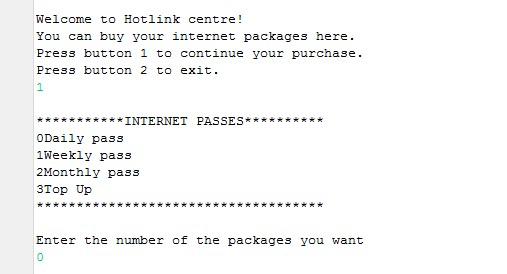 Welcome to Hotlink centre!
You can buy your internet packages here.
Press button 1 to continue your purchase.
Press button 2 to exit.
1
***********INTERNET PASSES**********
0Daily pass
1Weekly pass
2Monthly pass
3Top Up
************************************
Enter the number of the packages you want
0